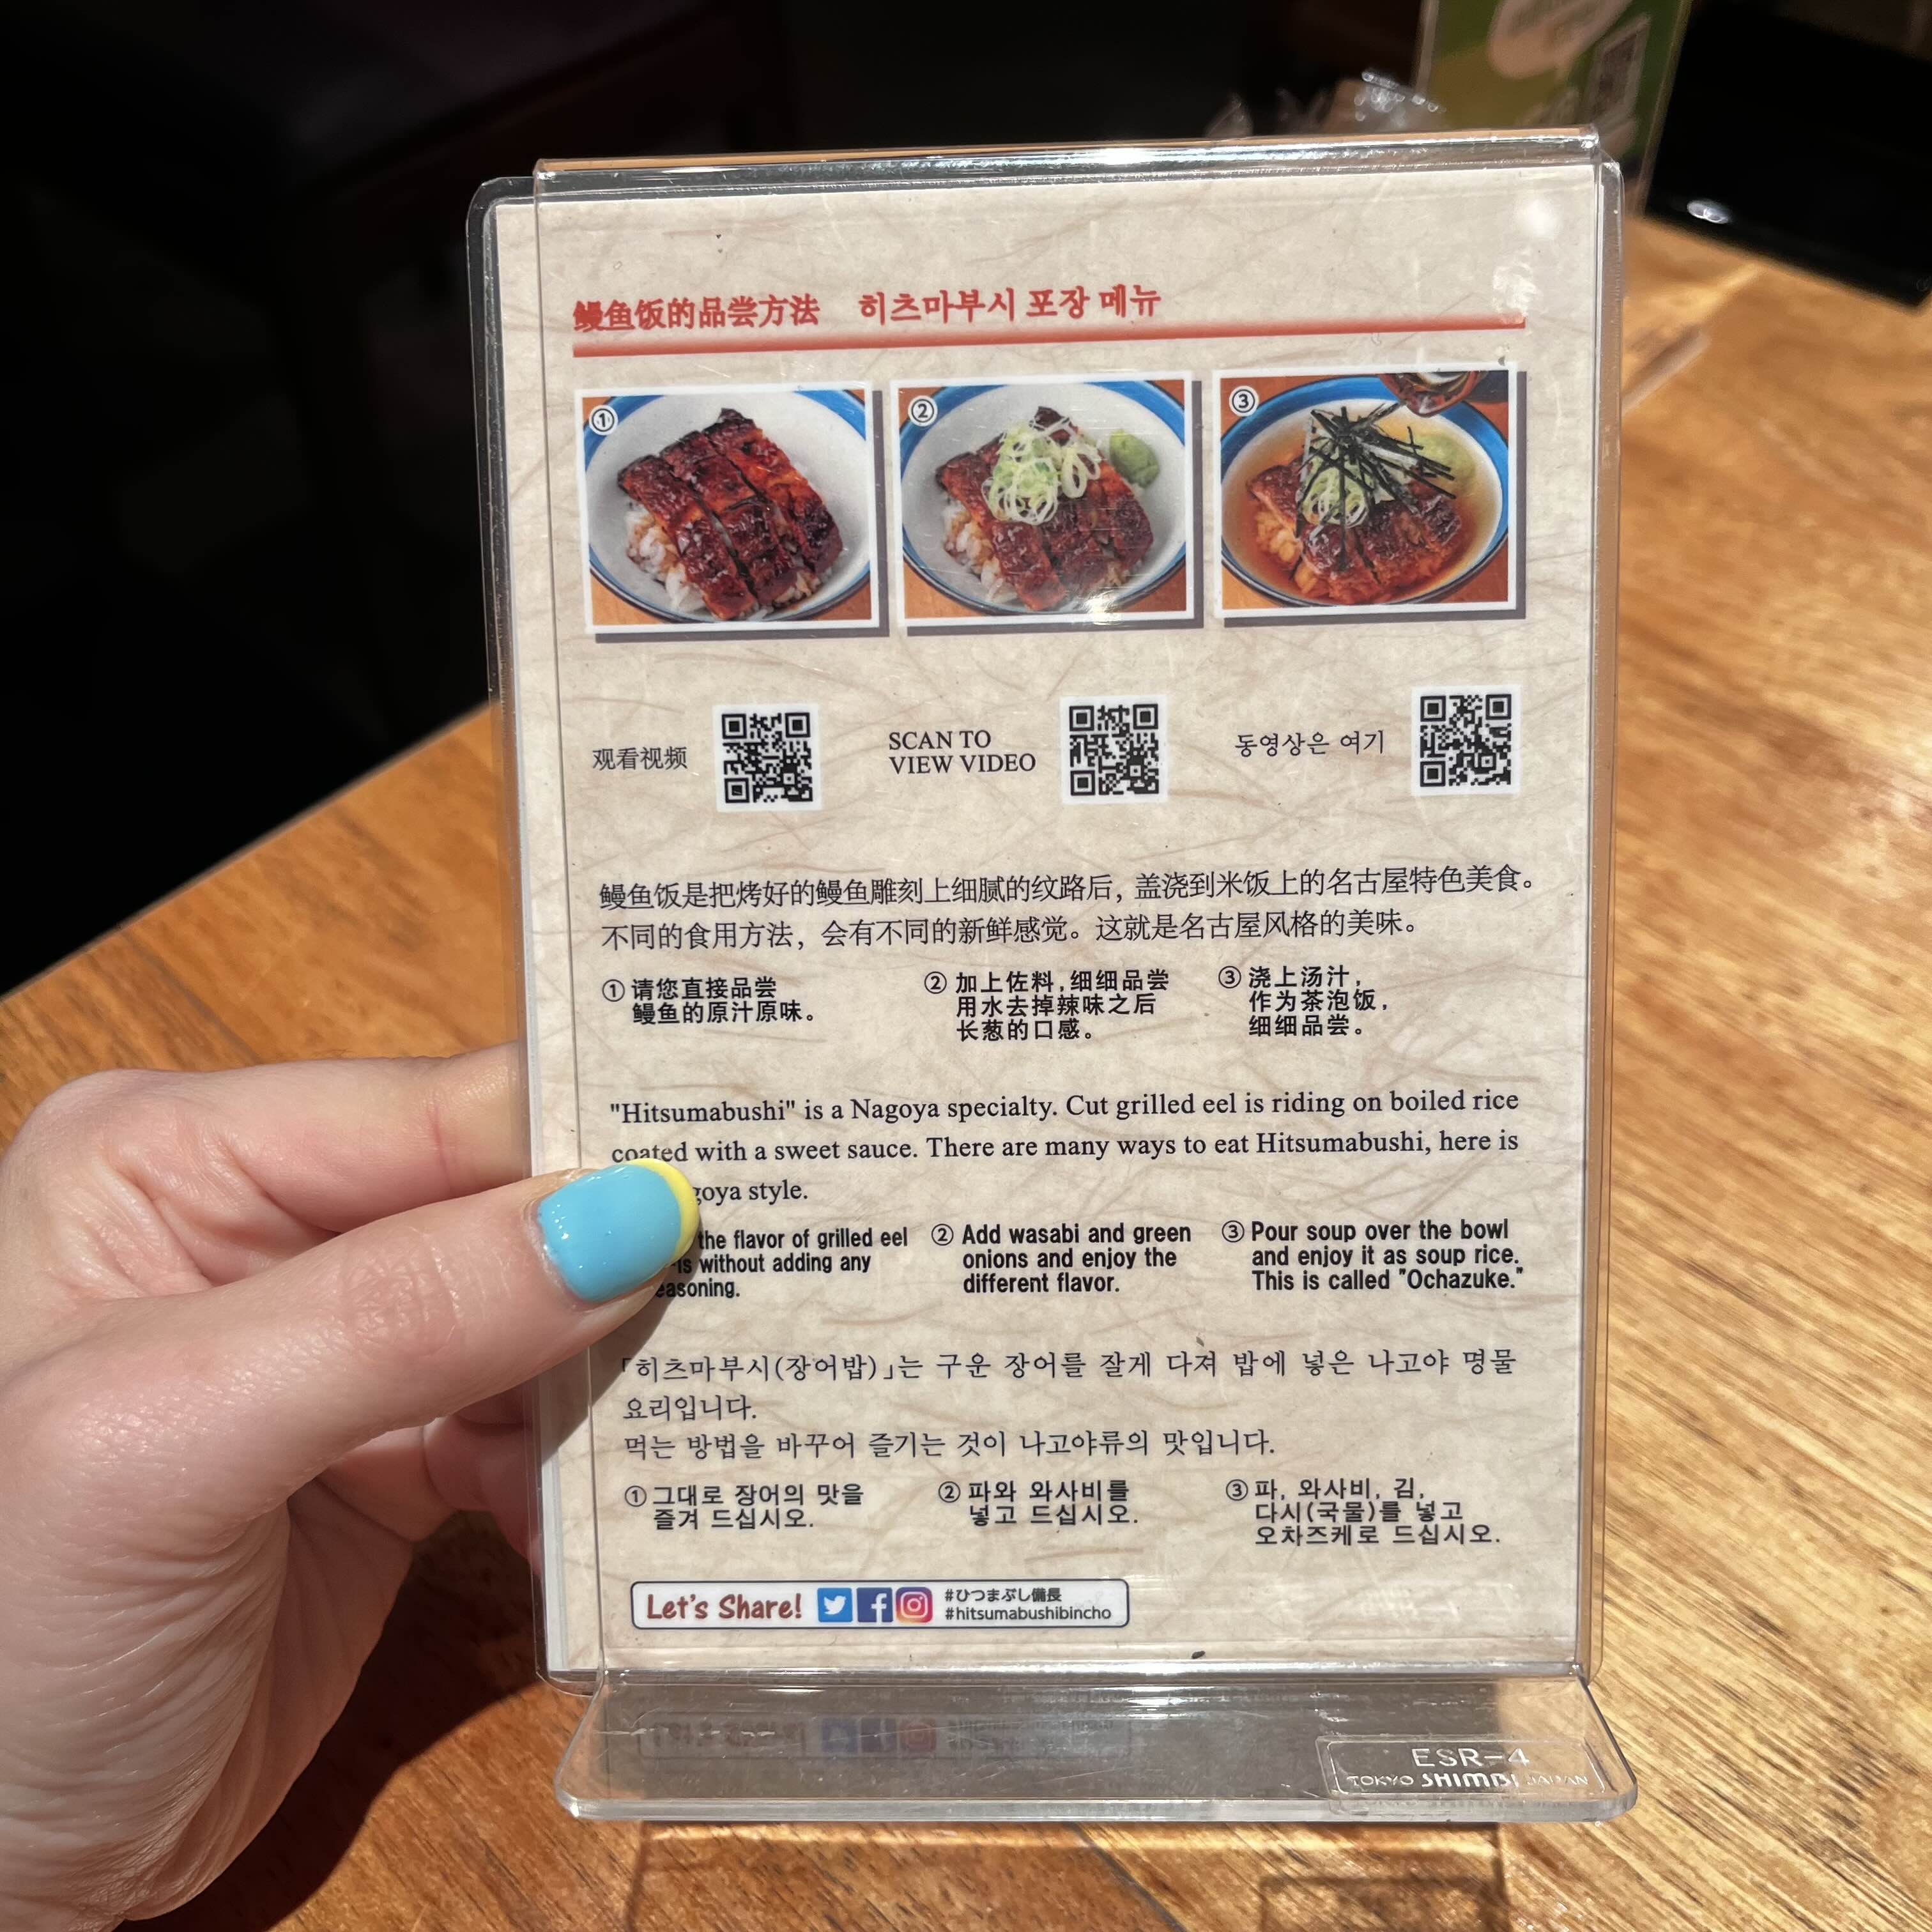 鳗鱼饭的品尝方法 히츠마부시 포장 메뉴
① ② ③
观看视频
SCAN TO
VIEW VIDEO
동영상은 여기
鳗鱼饭是把烤好的鳗鱼雕刻上细腻的纹路后，盖浇到米饭上的名古屋特色美食。
不同的食用方法，会有不同的新鲜感觉。这就是名古屋风格的美味。
① 请您直接品尝
鳗鱼的原汁原味。
② 加上佐料，细细品尝
用水去掉辣味之后
长葱的口感。
③ 浇上汤汁，
作为茶泡饭，
细细品尝。
"Hitsumabushi" is a Nagoya specialty. Cut grilled eel is riding on boiled rice
coated with a sweet sauce. There are many ways to eat Hitsumabushi, here is
goya style.
the flavor of grilled eel
is without adding any
easoning.
② Add wasabi and green
onions and enjoy the
different flavor.
③ Pour soup over the bowl
and enjoy it as soup rice.
This is called "Ochazuke."
「히츠마부시(장어밥)」는 구운 장어를 잘게 다져 밥에 넣은 나고야 명물
요리입니다.
먹는 방법을 바꾸어 즐기는 것이 나고야류의 맛입니다.
① 그대로 장어의 맛을
즐겨 드십시오.
② 파와 와사비를
넣고 드십시오.
③ 파, 와사비, 김,
다시(국물)를 넣고
오차즈케로 드십시오.
Let's Share!
#ひつまぶし備長
#hitsumabushibincho
ESR-4
TOKYO SHIMBI JAPAN